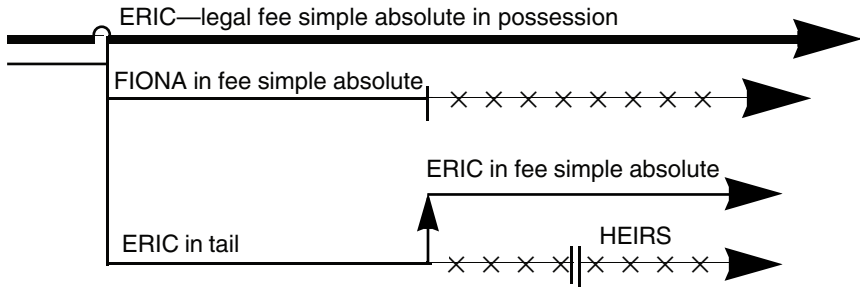 ERIC—legal fee simple absolute in possession
FIONA in fee simple absolute
ERIC in fee simple absolute
ERIC in tail
HEIRS